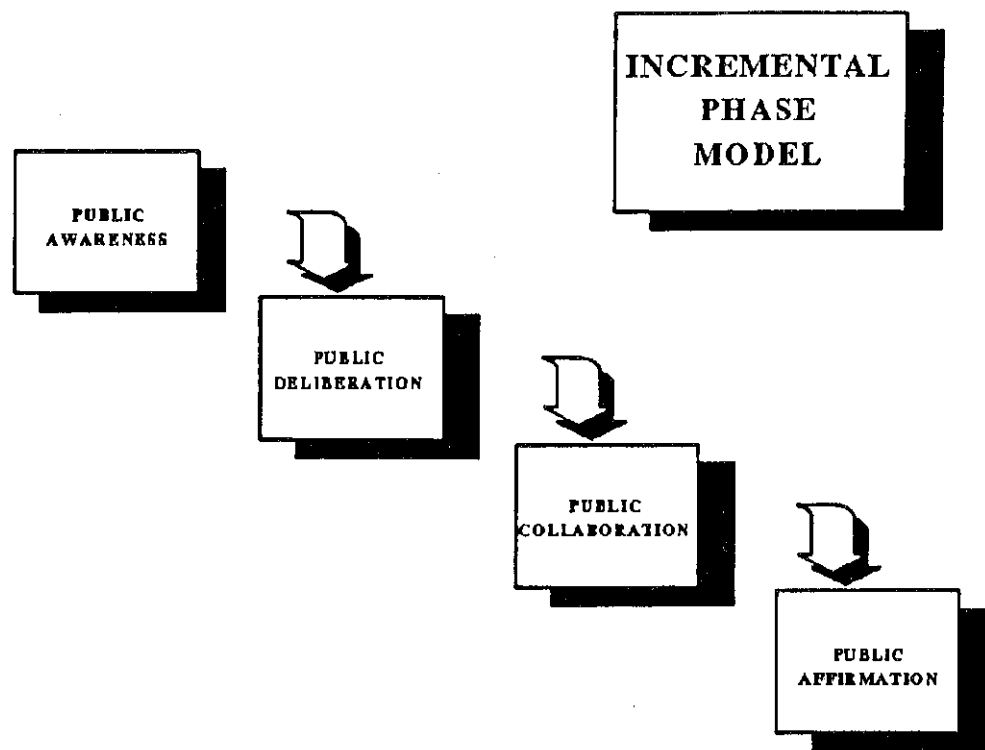 INCREMENTAL
PHASE
MODEL
PUBLIC
AWARENESS
PUBLIC
DELIBERATION
PUBLIC
COLLABORATION
PUBLIC
AFFIRMATION